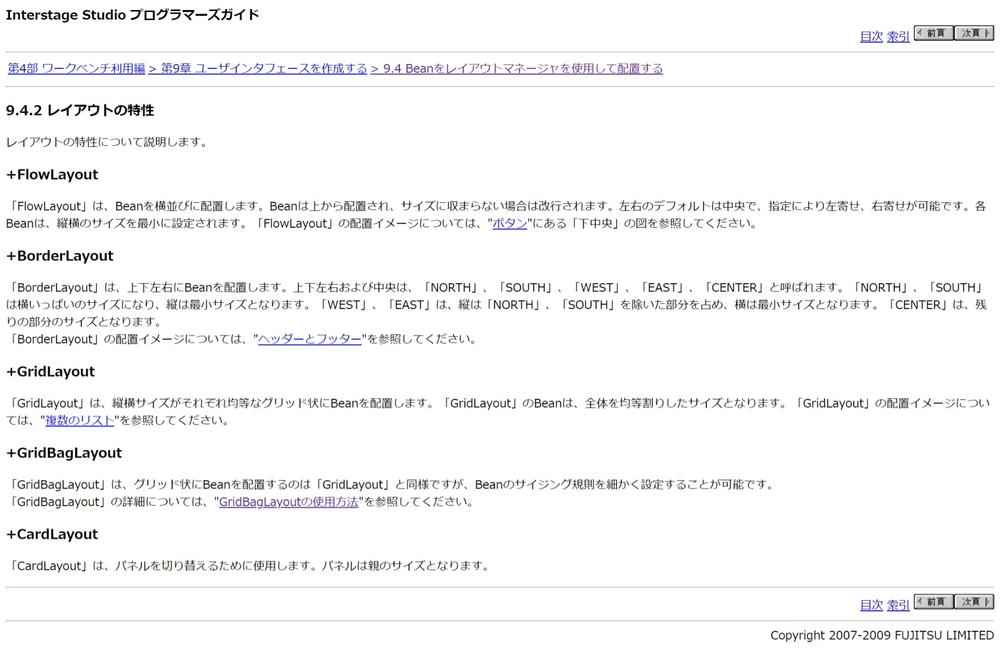 Interstage Studio プログラマーズガイド
目次 索引 前頁 次頁
第4部 ワークベンチ利用編 > 第9章 ユーザインタフェースを作成する > 9.4 Beanをレイアウトマネージャを使用して配置する
9.4.2 レイアウトの特性
レイアウトの特性について説明します。
+FlowLayout
「FlowLayout」は、Beanを横並びに配置します。Beanは上から配置され、サイズに収まらない場合は改行されます。左右のデフォルトは中央で、指定により左寄せ、右寄せが可能です。各
Beanは、縦横のサイズを最小に設定されます。「FlowLayout」の配置イメージについては、"ボタン"にある「下中央」の図を参照してください。
+BorderLayout
「BorderLayout」は、上下左右にBeanを配置します。上下左右および中央は、「NORTH」、「SOUTH」、「WEST」、「EAST」、「CENTER」と呼ばれます。「NORTH」、「SOUTH」
は横いっぱいのサイズになり、縦は最小サイズとなります。「WEST」、「EAST」は、縦は「NORTH」、「SOUTH」を除いた部分を占め、横は最小サイズとなります。「CENTER」は、残
りの部分のサイズとなります。
「BorderLayout」の配置イメージについては、"ヘッダーとフッター"を参照してください。
+GridLayout
「GridLayout」は、縦横サイズがそれぞれ均等なグリッド状にBeanを配置します。「GridLayout」のBeanは、全体を均等割りしたサイズとなります。「GridLayout」の配置イメージについ
ては、"複数のリスト"を参照してください。
+GridBagLayout
「GridBagLayout」は、グリッド状にBeanを配置するのは「GridLayout」と同様ですが、Beanのサイジング規則を細かく設定することが可能です。
「GridBagLayout」の詳細については、"GridBagLayoutの使用方法"を参照してください。
+CardLayout
「CardLayout」は、パネルを切り替えるために使用します。パネルは親のサイズとなります。
目次 索引 前頁 次頁
Copyright 2007-2009 FUJITSU LIMITED